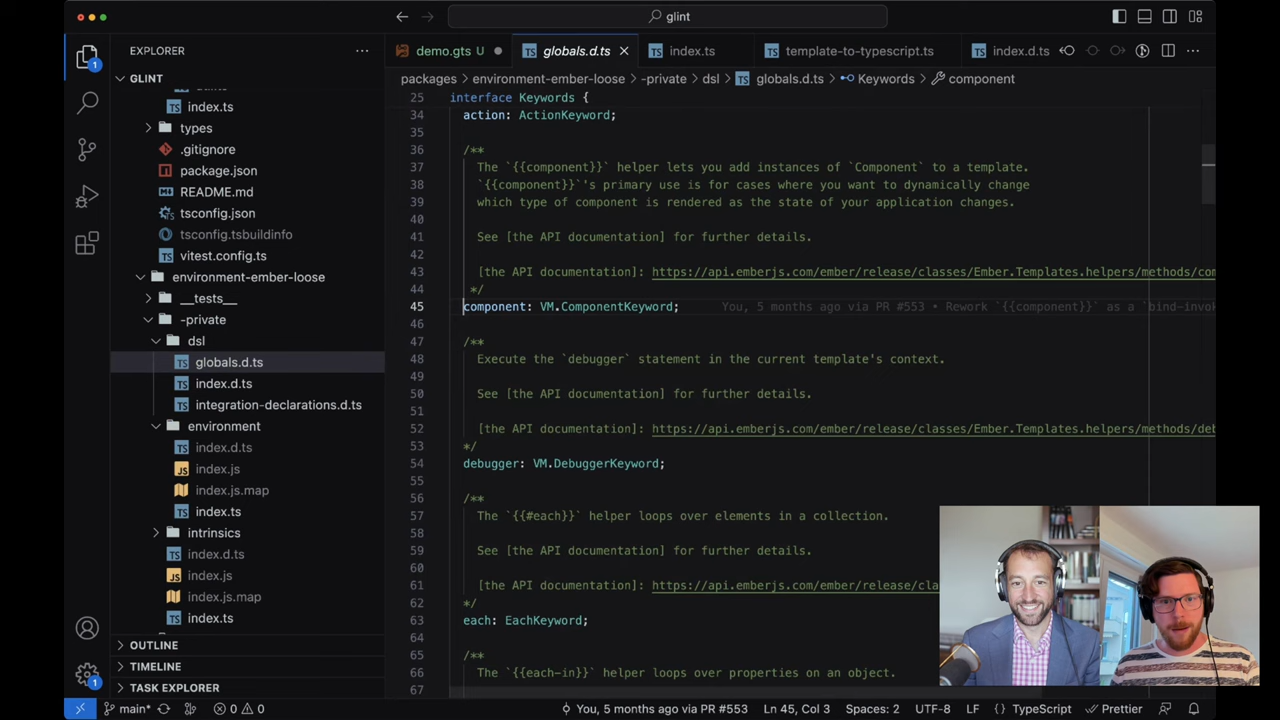 glint
EXPLORER
GLINT
index.ts
types
.gitignore
package.json
README.md
tsconfig.json
tsconfig.tsbuildinfo
vitest.config.ts
environment-ember-loose
__tests__
-private
dsl
globals.d.ts
index.d.ts
integration-declarations.d.ts
environment
index.d.ts
index.js
index.js.map
index.ts
intrinsics
index.d.ts
index.js
index.js.map
index.ts
OUTLINE
TIMELINE
TASK EXPLORER
demo.gts U
globals.d.ts
index.ts
template-to-typescript.ts
index.d.ts
packages > environment-ember-loose > -private > dsl > globals.d.ts > Keywords > component
25 interface Keywords {
34 action: ActionKeyword;
35
36 /**
37 The `{{component}}` helper lets you add instances of `Component` to a template.
38 `{{component}}`'s primary use is for cases where you want to dynamically change
39 which type of component is rendered as the state of your application changes.
40
41 See [the API documentation] for further details.
42
43 [the API documentation]: https://api.emberjs.com/ember/release/classes/Ember.Templates.helpers/methods/com
44 */
45 component: VM.ComponentKeyword; You, 5 months ago via PR #553 • Rework `{{component}}` as a `bind-invok
46
47 /**
48 Execute the `debugger` statement in the current template's context.
49
50 See [the API documentation] for further details.
51
52 [the API documentation]: https://api.emberjs.com/ember/release/classes/Ember.Templates.helpers/methods/deb
53 */
54 debugger: VM.DebuggerKeyword;
55
56 /**
57 The `{{#each}}` helper loops over elements in a collection.
58
59 See [the API documentation] for further details.
60
61 [the API documentation]: https://api.emberjs.com/ember/release/cla
62 */
63 each: EachKeyword;
64
65 /**
66 The `{{each-in}}` helper loops over properties on an object.
67
main* 0 0 You, 5 months ago via PR #553 Ln 45, Col 3 Spaces: 2 UTF-8 LF {} TypeScript Prettier